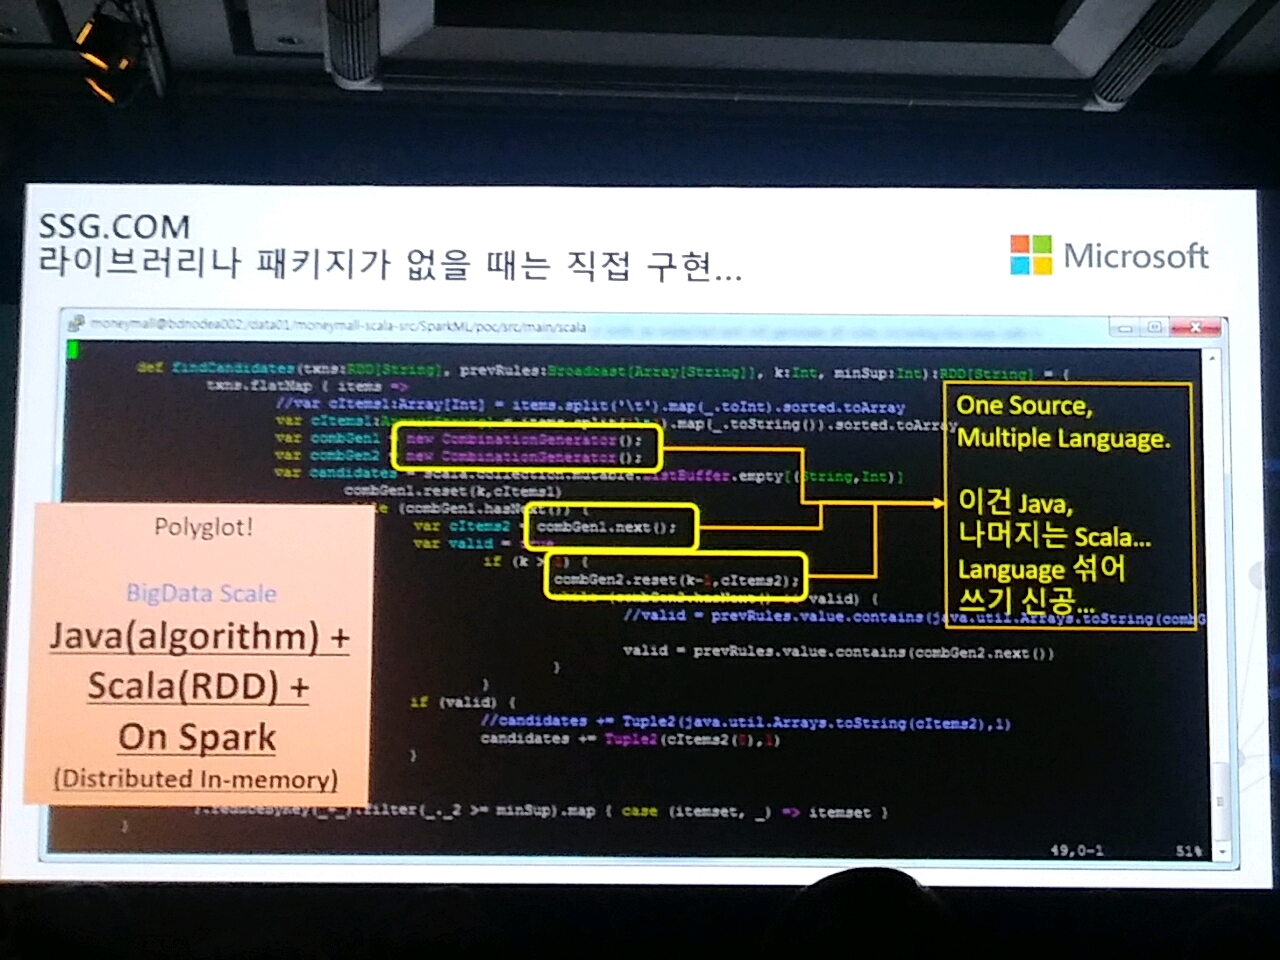 SSG.COM
라이브러리나 패키지가 없을 때는 직접 구현...
Microsoft
moneymall@bdnodea002:/data01/moneymall-scala-src/SparkML/poc/src/main/scala
def findCandidates(txns:RDD[String], prevRules:Broadcast[Array[String]], k:Int, minSup:Int):RDD[String] = {
txns.flatMap { items =>
//var cItems1:Array[Int] = items.split('\t').map(_.toInt).sorted.toArray
var cItems1: .map(_.toString()).sorted.toArray
var combGen1 = new CombinationGenerator();
var combGen2 = new CombinationGenerator();
var candidates = scala.collection.mutable.ListBuffer.empty[(String,Int)]
combGen1.reset(k,cItems1)
(combGen1.hasNext()) {
var cItems2 = combGen1.next();
var valid = true
if (k > 1) {
combGen2.reset(k-1,cItems2);
while (combGen2.hasNext() && valid) {
//valid = prevRules.value.contains(java.util.Arrays.toString(combG
valid = prevRules.value.contains(combGen2.next())
}
}
if (valid) {
//candidates += Tuple2(java.util.Arrays.toString(cItems2),1)
candidates += Tuple2(cItems2(0),1)
}
}.reduceByKey(_+_).filter(_._2 >= minSup).map { case (itemset, _) => itemset }
}
49,0-1 51%
One Source,
Multiple Language.
이건 Java,
나머지는 Scala...
Language 섞어
쓰기 신공...
Polyglot!
BigData Scale
Java(algorithm) +
Scala(RDD) +
On Spark
(Distributed In-memory)